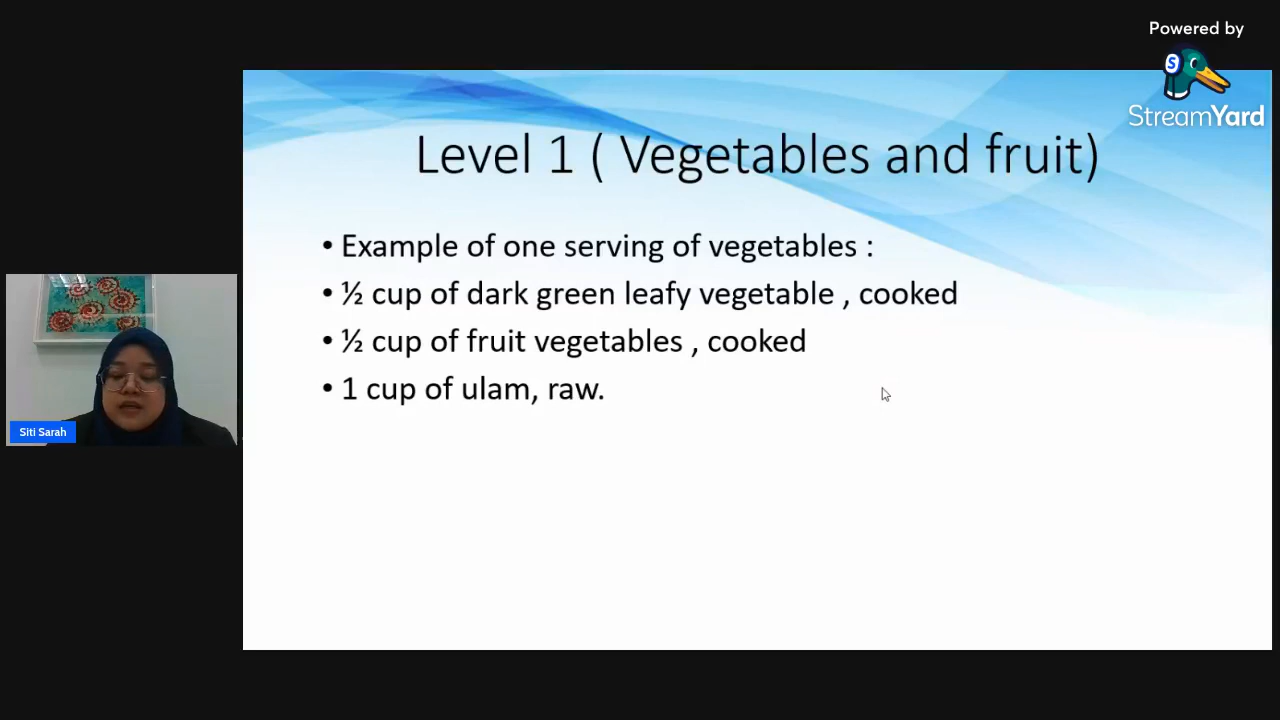 Powered by
StreamYard
Level 1 ( Vegetables and fruit)
• Example of one serving of vegetables :
• ½ cup of dark green leafy vegetable , cooked
• ½ cup of fruit vegetables , cooked
• 1 cup of ulam, raw.
Siti Sarah